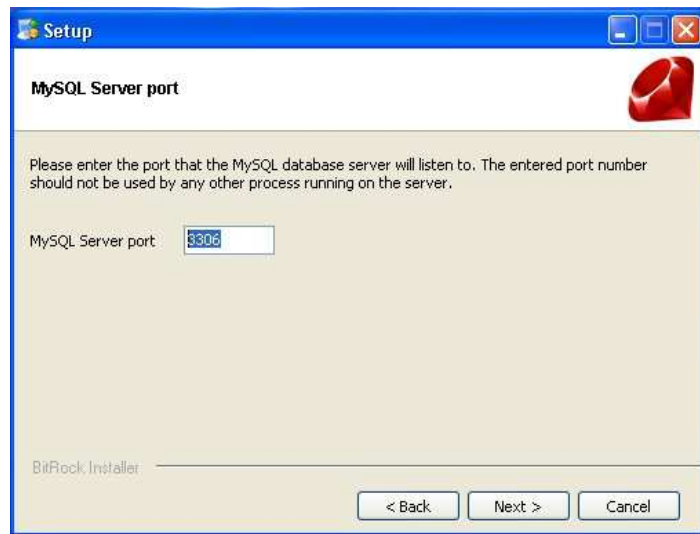 Setup
MySQL Server port
Please enter the port that the MySQL database server will listen to. The entered port number
should not be used by any other process running on the server.
MySQL Server port 3306
BitRock Installer
< Back Next > Cancel